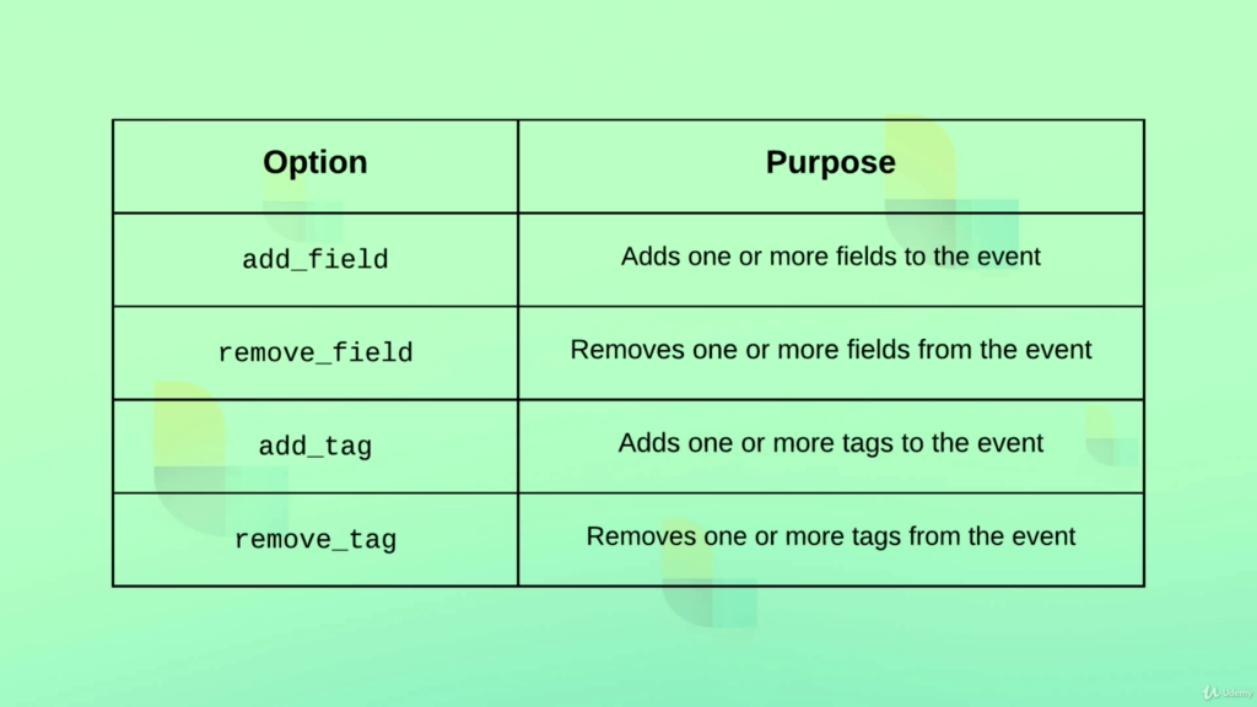 Option Purpose
add_field Adds one or more fields to the event
remove_field Removes one or more fields from the event
add_tag Adds one or more tags to the event
remove_tag Removes one or more tags from the event
Udemy